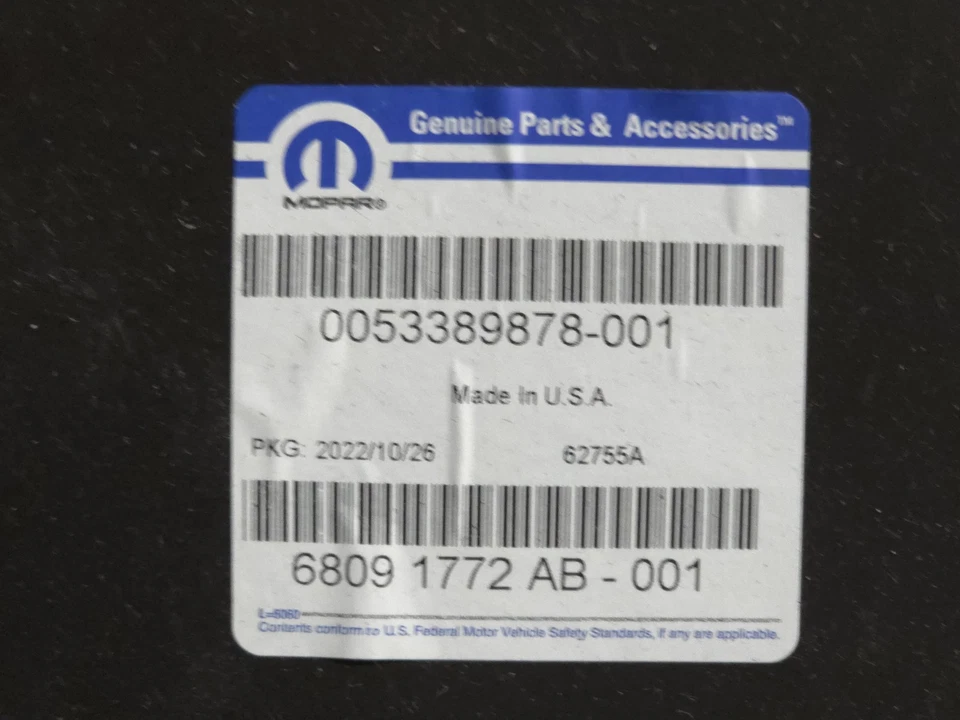 Genuine Parts & Accessories™
MOPAR®
0053389878-001
Made In U.S.A.
PKG: 2022/10/26 62755A
6809 1772 AB - 001
L=6060
Contents conform to U.S. Federal Motor Vehicle Safety Standards, if any are applicable.